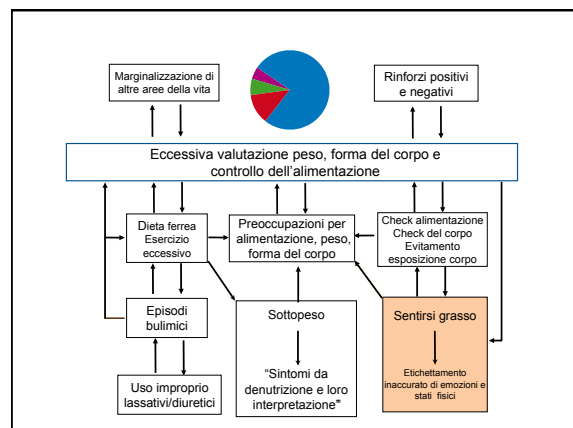 Marginalizzazione di
altre aree della vita
Rinforzi positivi
e negativi
Eccessiva valutazione peso, forma del corpo e
controllo dell'alimentazione
Dieta ferrea
Esercizio
eccessivo
Preoccupazioni per
alimentazione, peso,
forma del corpo
Check alimentazione
Check del corpo
Evitamento
esposizione corpo
Episodi
bulimici
Sottopeso
Sentirsi grasso
"Sintomi da
denutrizione e loro
interpretazione"
Etichettamento
inaccurato di emozioni e
stati fisici
Uso improprio
lassativi/diuretici